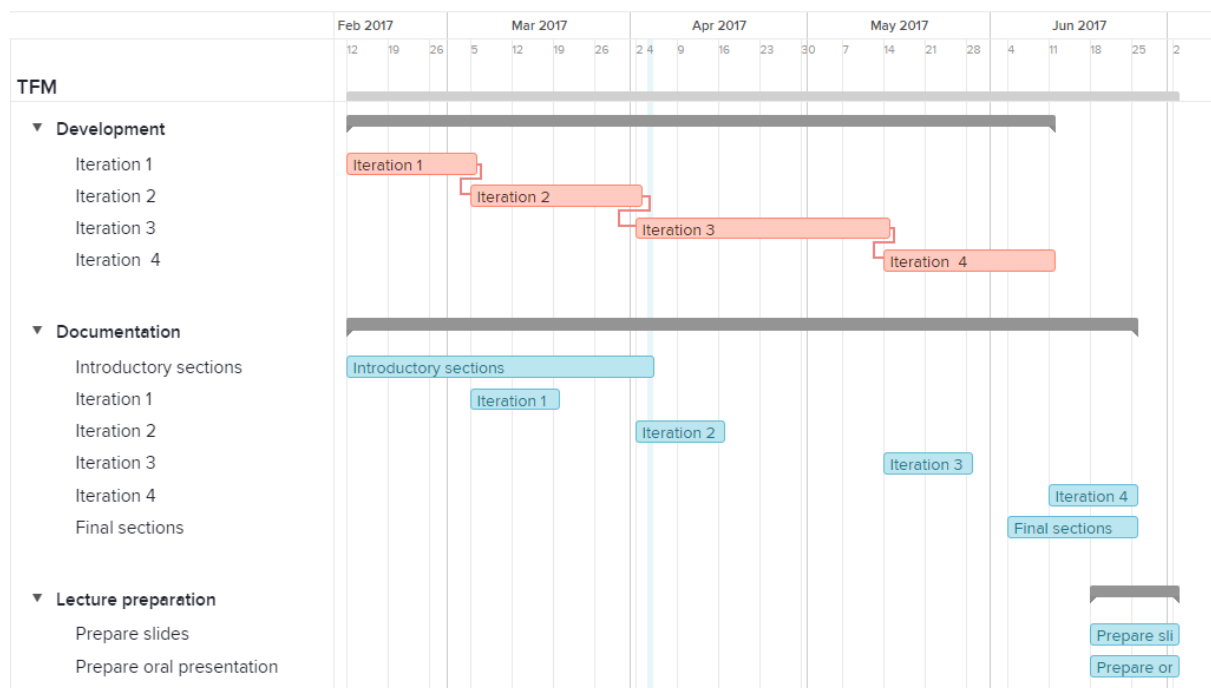 Feb 2017 Mar 2017 Apr 2017 May 2017 Jun 2017
12 19 26 5 12 19 26 2 4 9 16 23 30 7 14 21 28 4 11 18 25 2
TFM
Development
Iteration 1 Iteration 1
Iteration 2 Iteration 2
Iteration 3 Iteration 3
Iteration 4 Iteration 4
Documentation
Introductory sections Introductory sections
Iteration 1 Iteration 1
Iteration 2 Iteration 2
Iteration 3 Iteration 3
Iteration 4 Iteration 4
Final sections Final sections
Lecture preparation
Prepare slides Prepare sli
Prepare oral presentation Prepare or